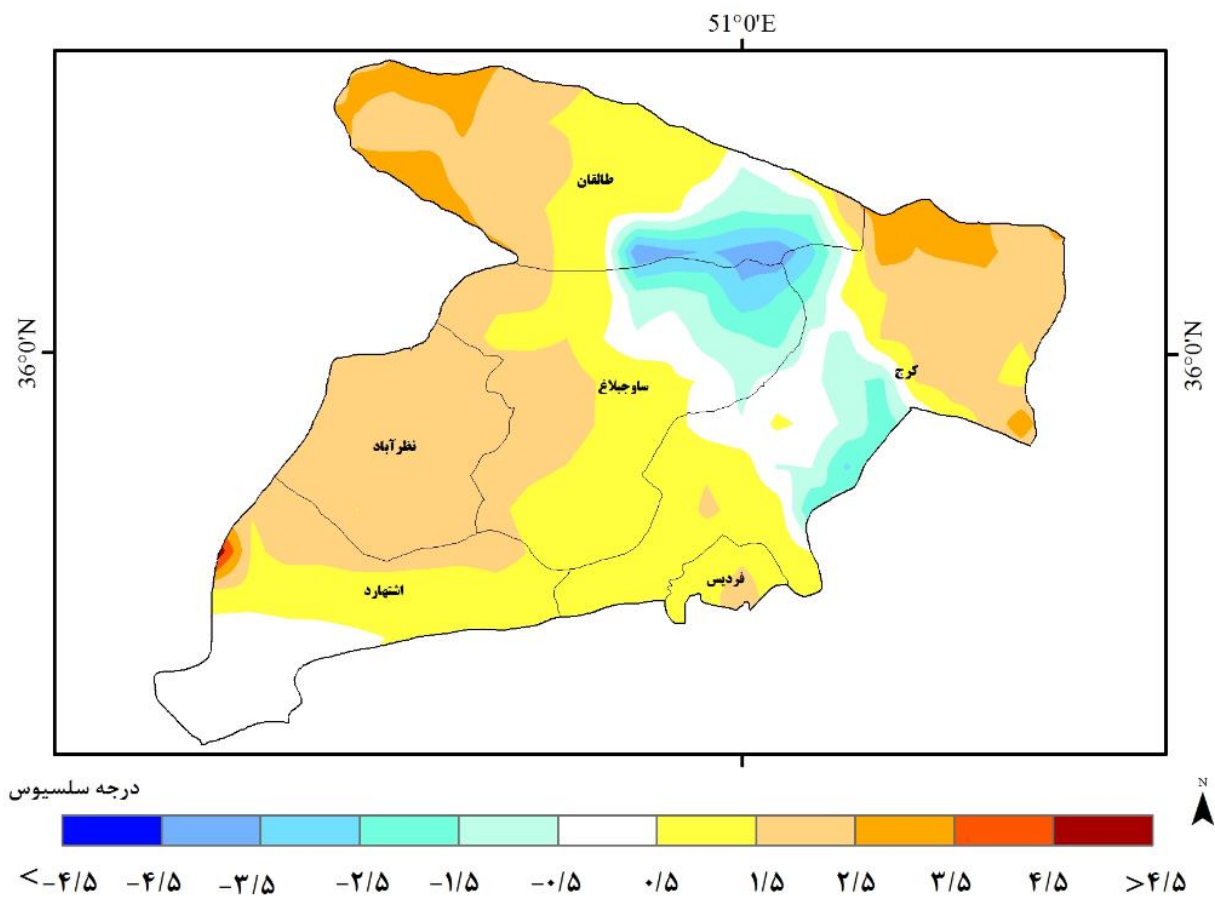 51°0'E
36°0'N
36°0'N
طالقان
کرج
ساوجبلاغ
نظرآباد
فردیس
اشتهارد
درجه سلسیوس
N
<-۴/۵ -۴/۵ -۳/۵ -۲/۵ -۱/۵ -۰/۵ ۰/۵ ۱/۵ ۲/۵ ۳/۵ ۴/۵ >۴/۵